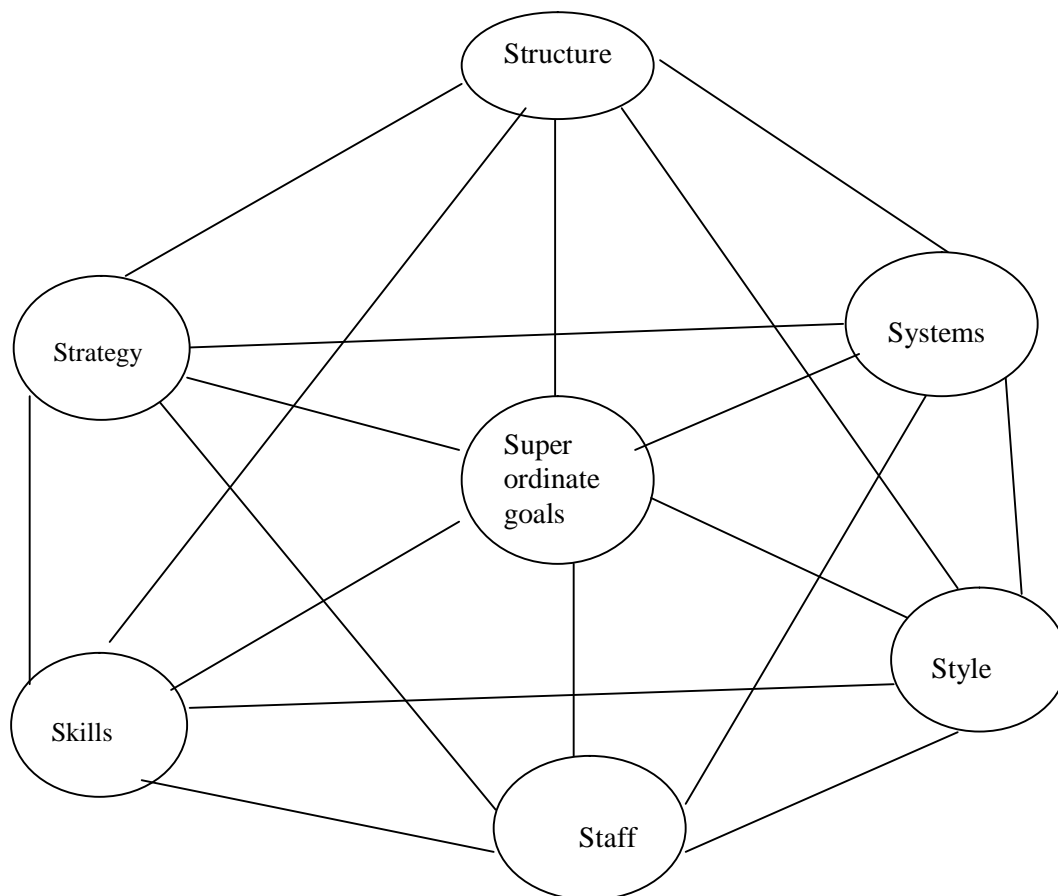 Structure
Systems
Strategy
Super
ordinate
goals
Style
Skills
Staff